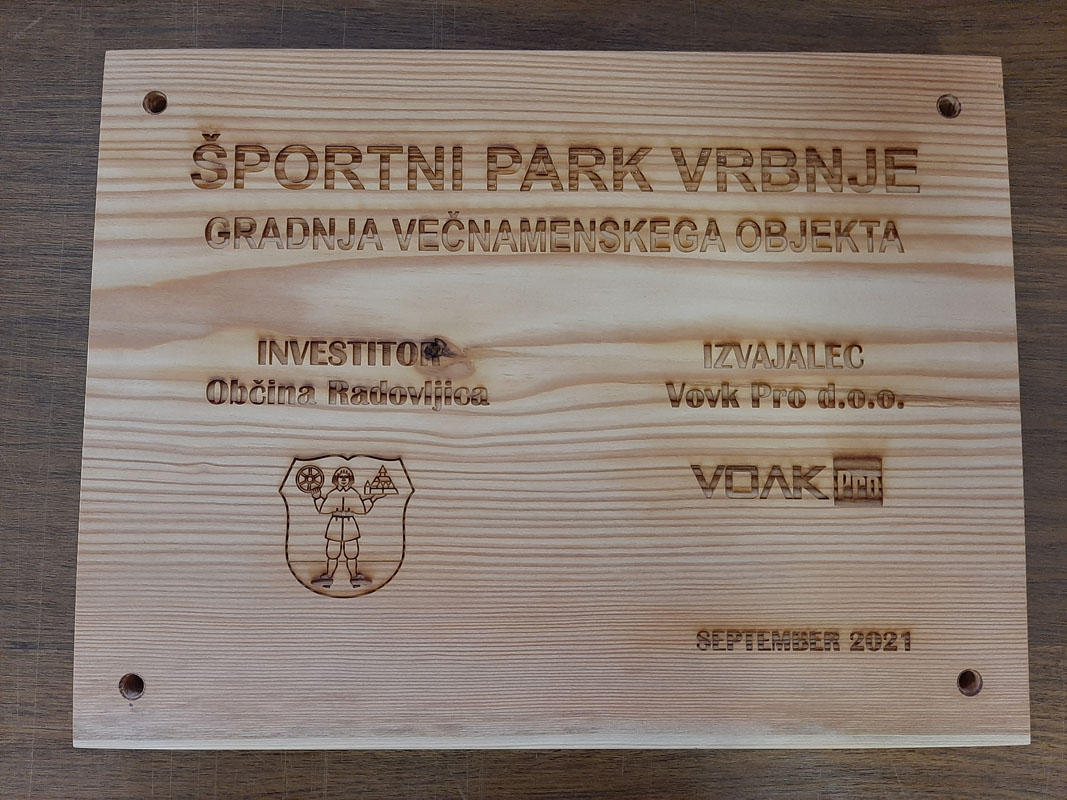 ŠPORTNI PARK VRBNJE
GRADNJA VEČNAMENSKEGA OBJEKTA
INVESTITOR
Občina Radovljica
IZVAJALEC
Vovk Pro d.o.o.
VOAK Pro
SEPTEMBER 2021